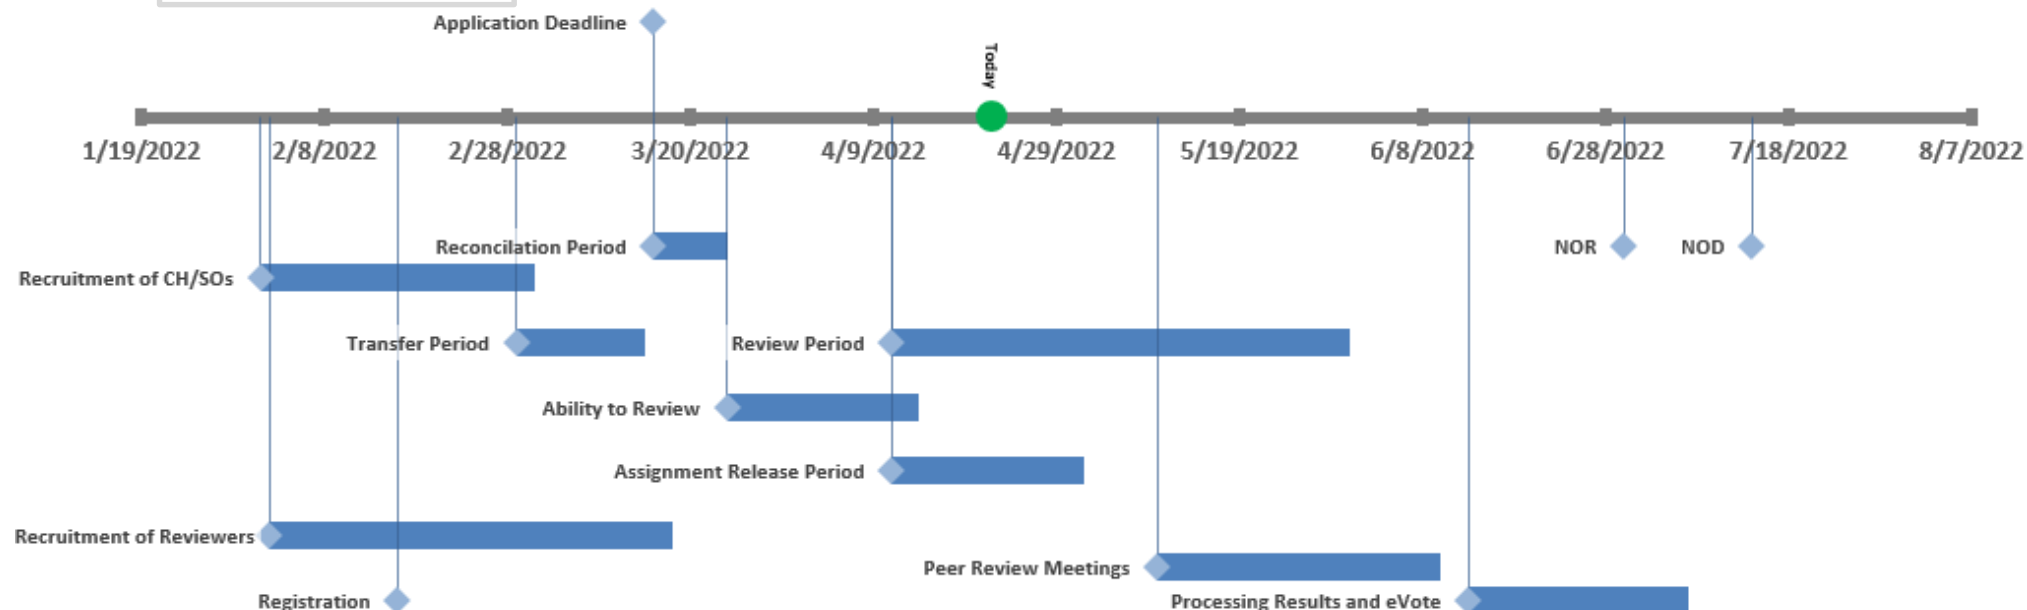 Application Deadline
Today
1/19/2022
2/8/2022
2/28/2022
3/20/2022
4/9/2022
4/29/2022
5/19/2022
6/8/2022
6/28/2022
7/18/2022
8/7/2022
Reconcilation Period
NOR
NOD
Recruitment of CH/SOs
Transfer Period
Review Period
Ability to Review
Assignment Release Period
Recruitment of Reviewers
Peer Review Meetings
Registration
Processing Results and eVote